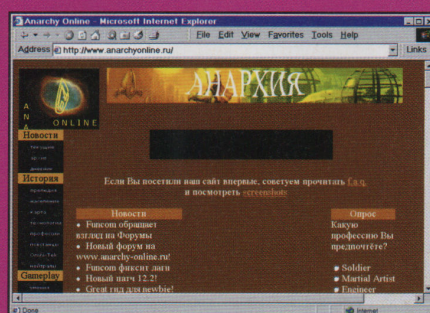 Anarchy Online - Microsoft Internet Explorer
File Edit View Favorites Tools Help
Address http://www.anarchyonline.ru/
Links
АНАРХИЯ
A
N
A
ONLINE
Новости
История
Gameplay
Если Вы посетили наш сайт впервые, советуем прочитать
и посмотреть «screenshot»
Новости
• Funcom обращает
взгляд на Форумы
• Новый форум на
www.anarchy-online.ru!
• Funcom фиксит лаги
• Новый патч 12.2!
• Great гид для newbie!
Опрос
Какую
профессию Вы
предпочтёте?
Soldier
Martial Artist
Engineer
Done
Internet